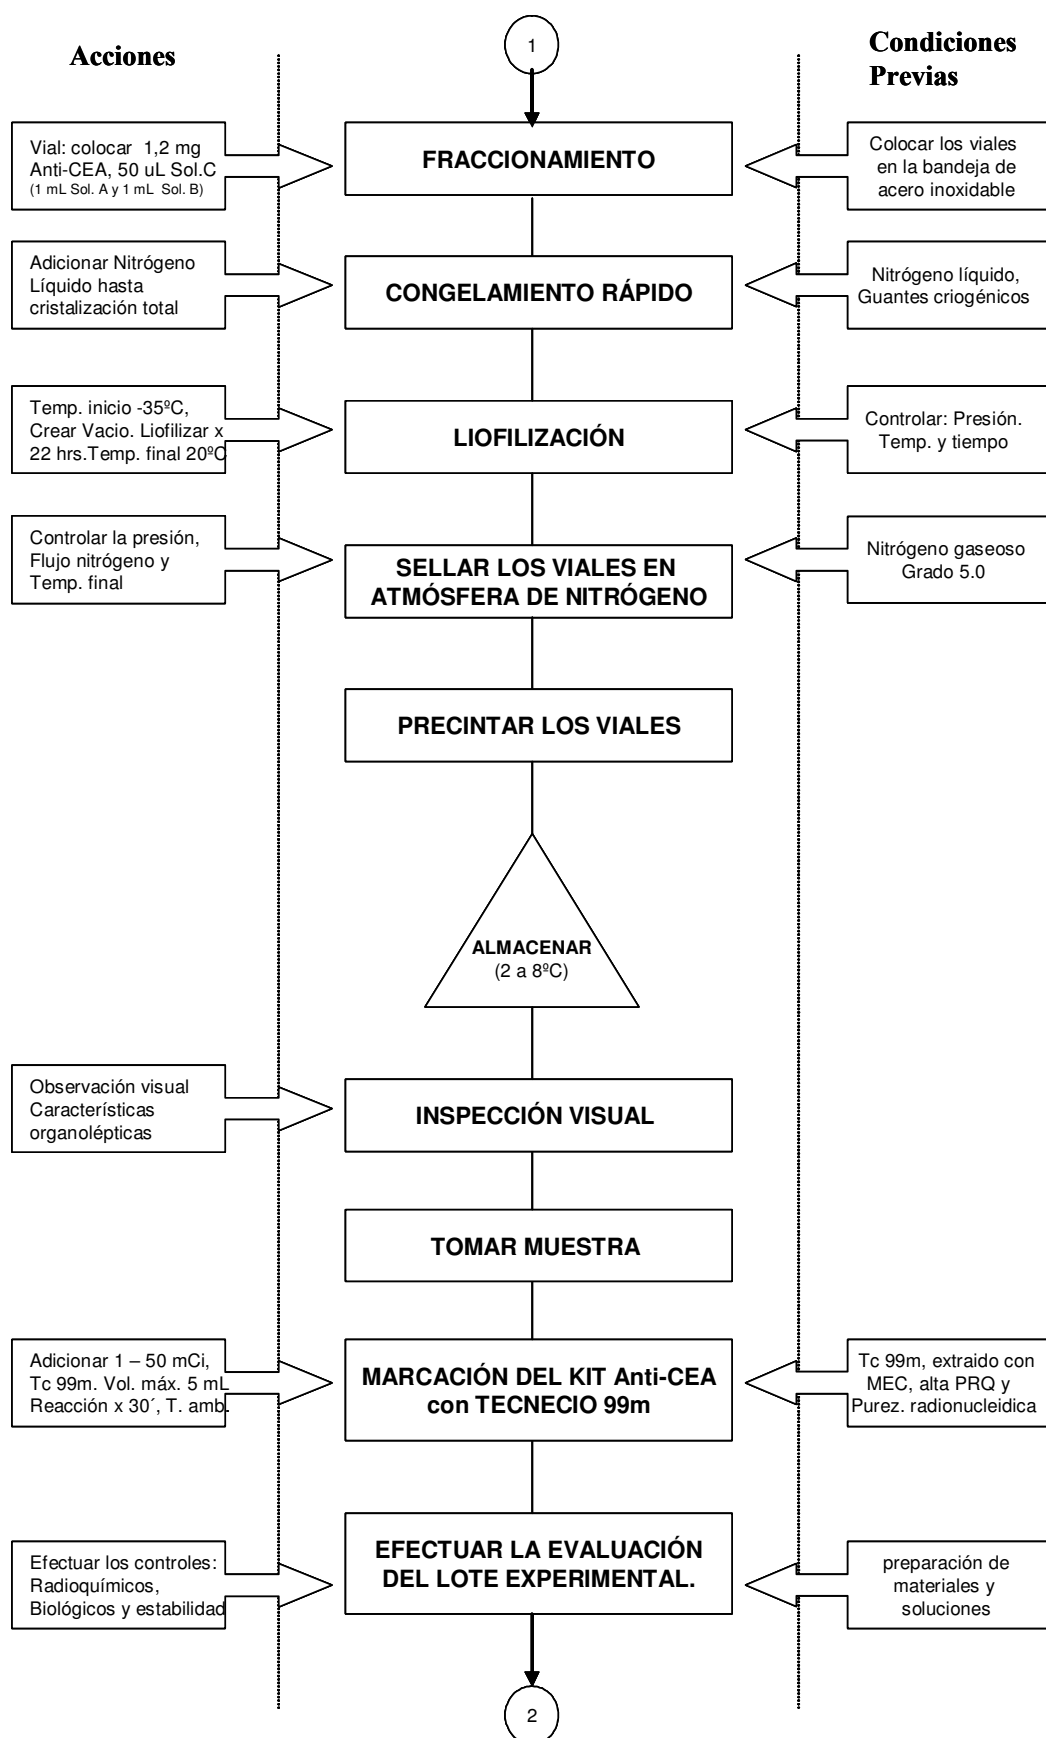 Acciones
1
Condiciones
Previas
Vial: colocar  1,2 mg
Anti-CEA, 50 uL Sol.C
(1 mL Sol. A y 1 mL  Sol. B)
FRACCIONAMIENTO
Colocar los viales
en la bandeja de
acero inoxidable
Adicionar Nitrógeno
Líquido hasta
cristalización total
CONGELAMIENTO RÁPIDO
Nitrógeno líquido,
Guantes criogénicos
Temp. inicio -35ºC,
Crear Vacio. Liofilizar x
22 hrs.Temp. final 20ºC
LIOFILIZACIÓN
Controlar: Presión.
Temp. y tiempo
Controlar la presión,
Flujo nitrógeno y
Temp. final
SELLAR LOS VIALES EN
ATMÓSFERA DE NITRÓGENO
Nitrógeno gaseoso
Grado 5.0
PRECINTAR LOS VIALES
ALMACENAR
(2 a 8ºC)
Observación visual
Características
organolépticas
INSPECCIÓN VISUAL
TOMAR MUESTRA
Adicionar 1 – 50 mCi,
Tc 99m. Vol. máx. 5 mL
Reacción x 30´, T. amb.
MARCACIÓN DEL KIT Anti-CEA
con TECNECIO 99m
Tc 99m, extraido con
MEC, alta PRQ y
Purez. radionucleidica
Efectuar los controles:
Radioquímicos,
Biológicos y estabilidad
EFECTUAR LA EVALUACIÓN
DEL LOTE EXPERIMENTAL.
preparación de
materiales y
soluciones
2